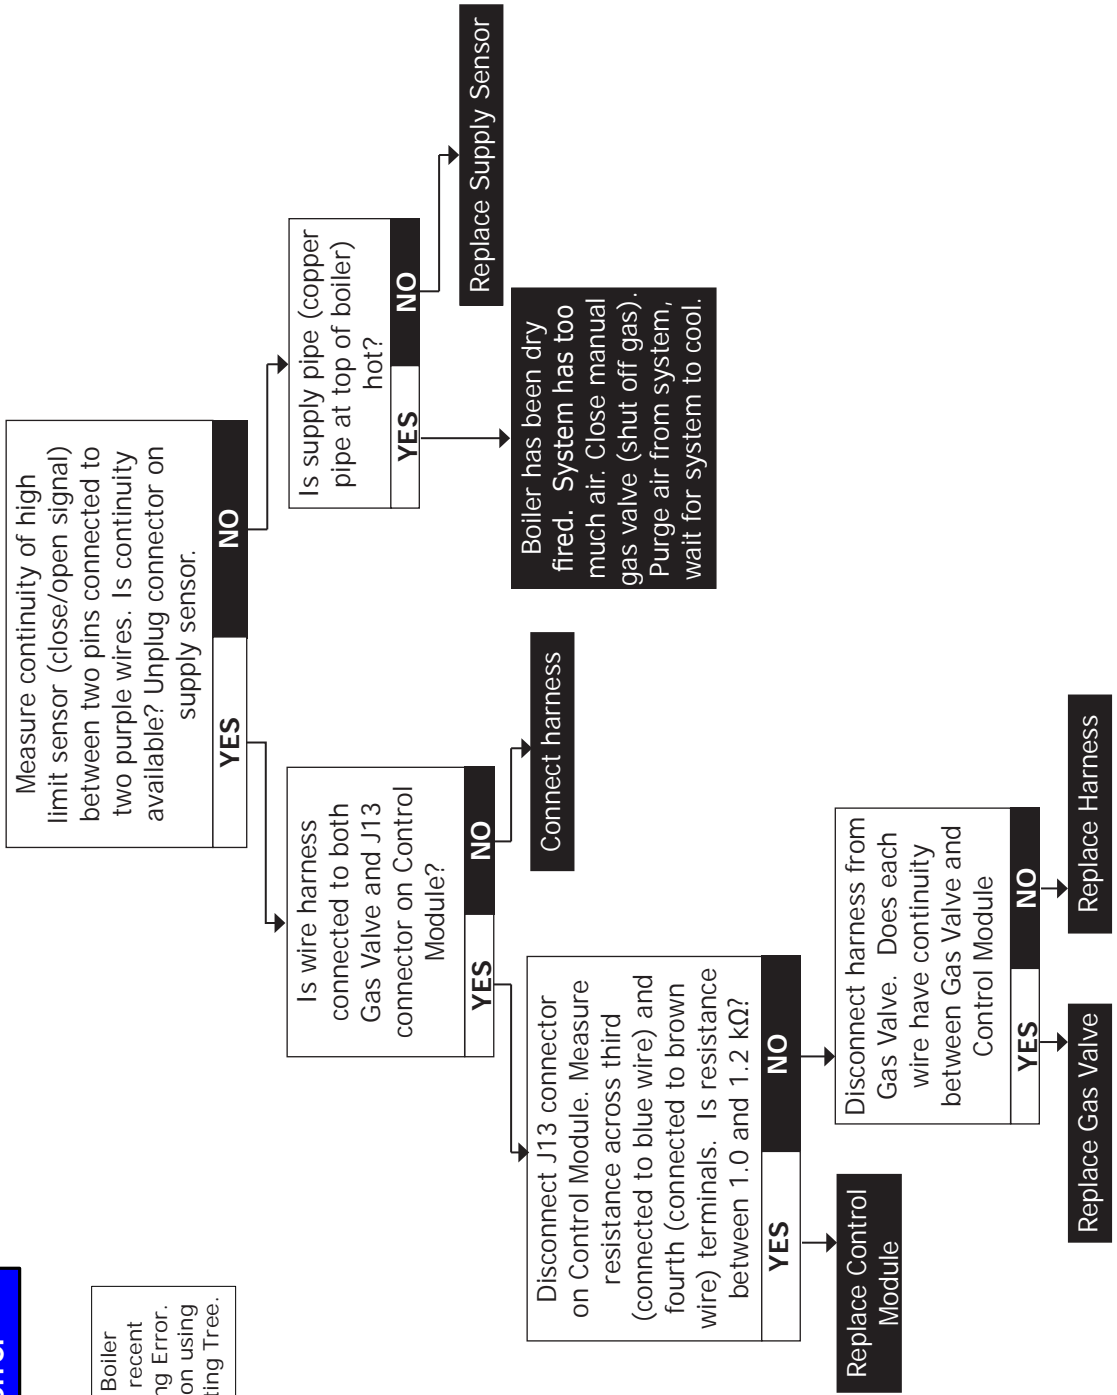 Measure continuity of high
limit sensor (close/open signal)
between two pins connected to
two purple wires. Is continuity
available? Unplug connector on
supply sensor.
YES
NO
Is supply pipe (copper
pipe at top of boiler)
hot?
YES
NO
Replace Supply Sensor
Boiler has been dry
fired. System has too
much air. Close manual
gas valve (shut off gas).
Purge air from system,
wait for system to cool.
Is wire harness
connected to both
Gas Valve and J13
connector on Control
Module?
YES
NO
Connect harness
Disconnect J13 connector
on Control Module. Measure
resistance across third
(connected to blue wire) and
fourth (connected to brown
wire) terminals. Is resistance
between 1.0 and 1.2 kΩ?
YES
NO
Replace Control
Module
Disconnect harness from
Gas Valve. Does each
wire have continuity
between Gas Valve and
Control Module
YES
NO
Replace Gas Valve
Replace Harness
Boiler
recent
Error.
on using
Tree.